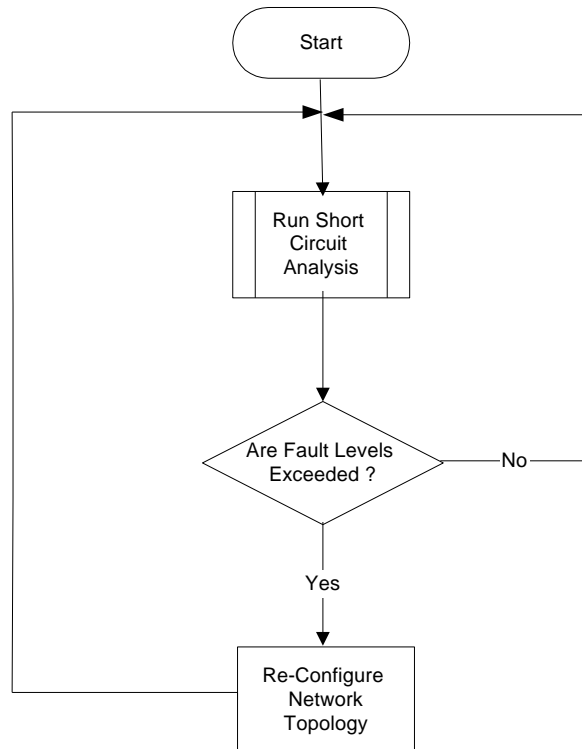 Start
Run Short
Circuit
Analysis
Are Fault Levels
Exceeded ?
No
Yes
Re-Configure
Network
Topology